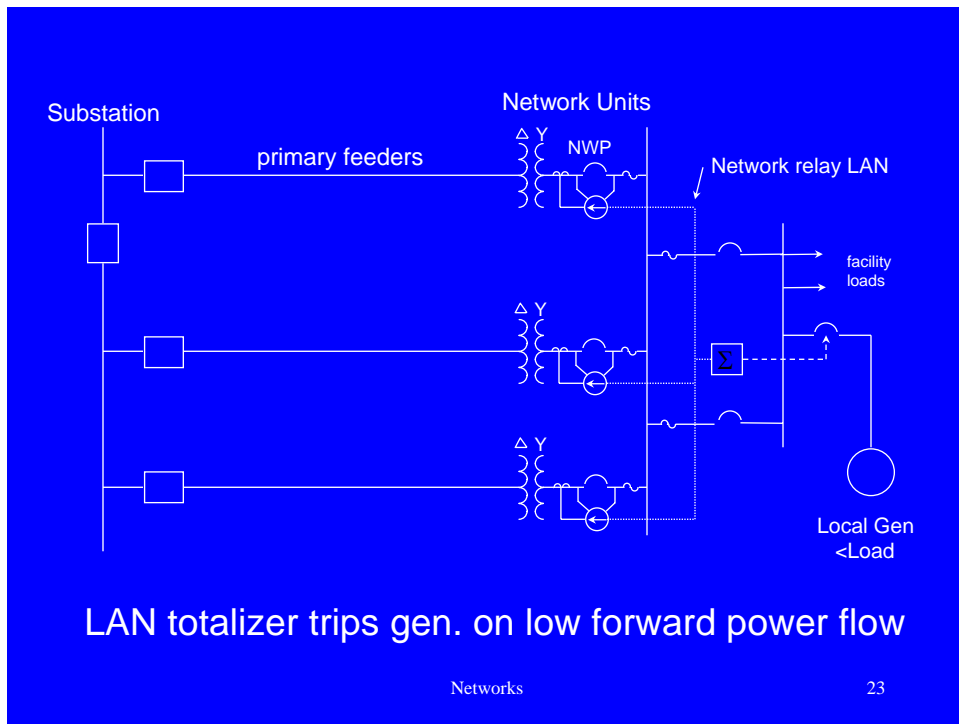 Substation
Network Units
primary feeders
Δ Y
NWP
Network relay LAN
facility
loads
Δ Y
Σ
Δ Y
Local Gen
<Load
LAN totalizer trips gen. on low forward power flow
Networks
23